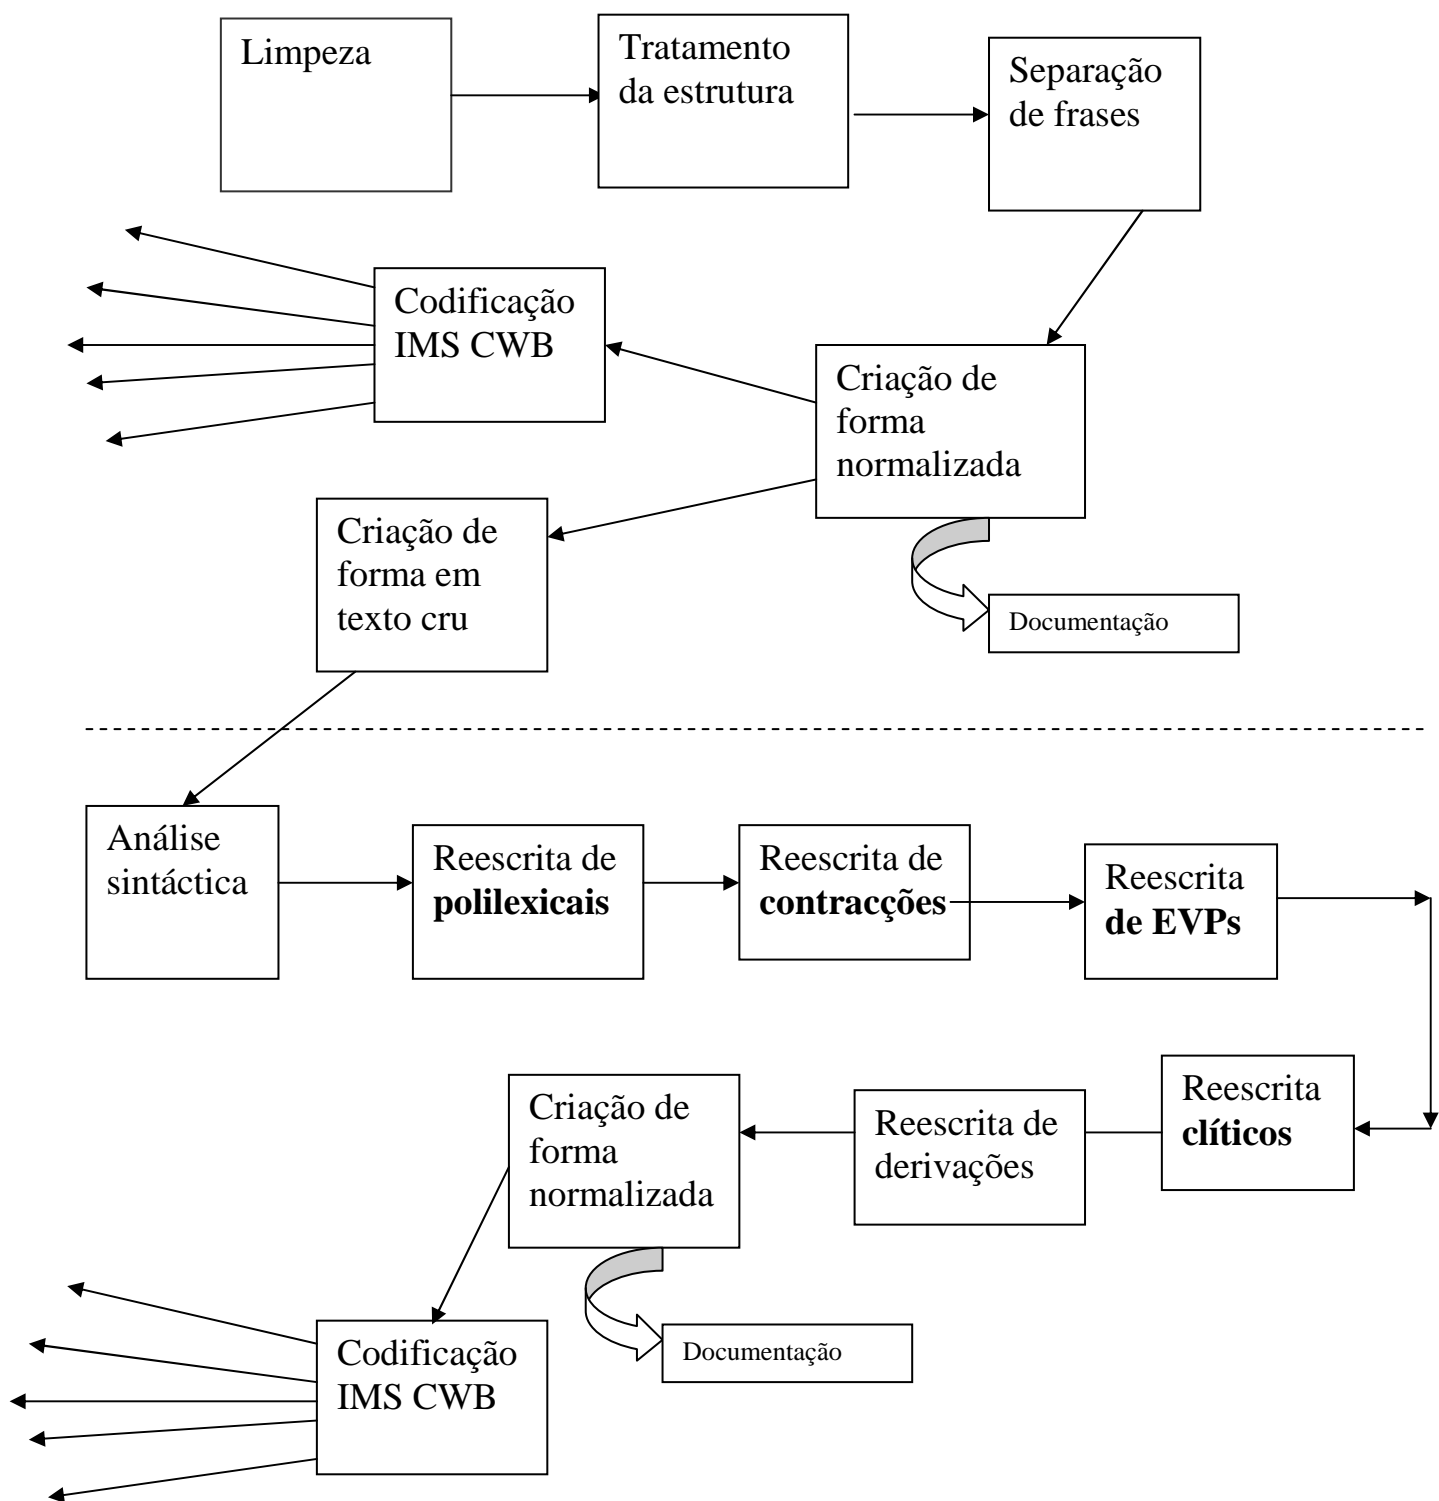 Limpeza
Tratamento
da estrutura
Separação
de frases
Codificação
IMS CWB
Criação de
forma
normalizada
Criação de
forma em
texto cru
Documentação
Análise
sintáctica
Reescrita de
polilexicais
Reescrita de
contracções
Reescrita
de EVPs
Reescrita
clíticos
Reescrita de
derivações
Criação de
forma
normalizada
Documentação
Codificação
IMS CWB